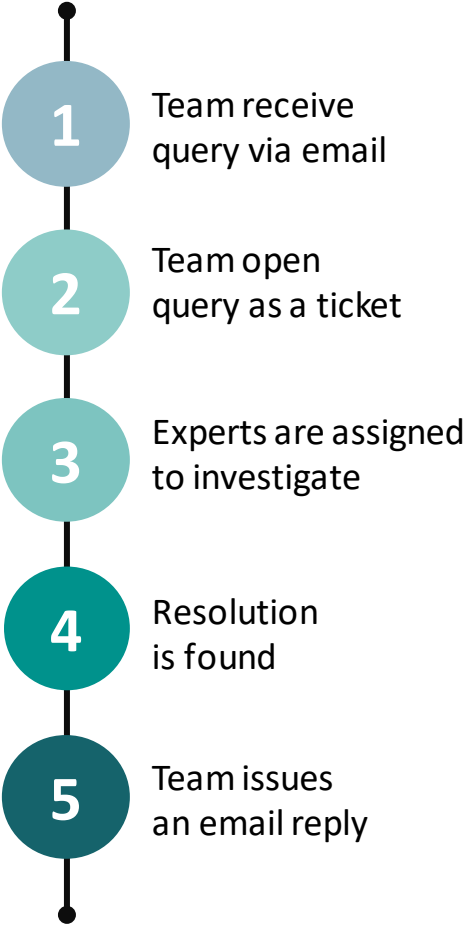 1
Team receive
query via email
2
Team open
query as a ticket
3
Experts are assigned
to investigate
4
Resolution
is found
5
Team issues
an email reply